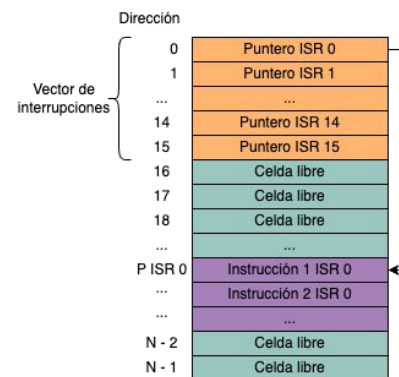 Dirección
0 Puntero ISR 0
1 Puntero ISR 1
Vector de
interrupciones
... ...
14 Puntero ISR 14
15 Puntero ISR 15
16 Celda libre
17 Celda libre
18 Celda libre
... ...
P ISR 0 Instrucción 1 ISR 0
... Instrucción 2 ISR 0
... ...
N - 2 Celda libre
N - 1 Celda libre